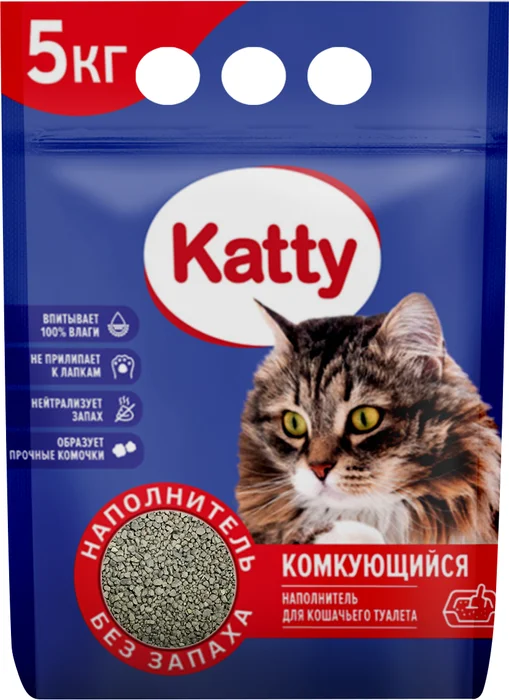 5кг
Katty
ВПИТЫВАЕТ
100% ВЛАГИ
НЕ ПРИЛИПАЕТ
К ЛАПКАМ
НЕЙТРАЛИЗУЕТ
ЗАПАХ
ОБРАЗУЕТ
ПРОЧНЫЕ КОМОЧКИ
НАПОЛНИТЕЛЬ
БЕЗ ЗАПАХА
КОМКУЮЩИЙСЯ
НАПОЛНИТЕЛЬ
ДЛЯ КОШАЧЬЕГО ТУАЛЕТА